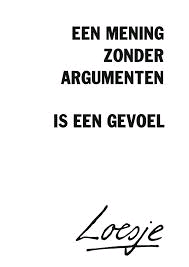 EEN MENING
ZONDER
ARGUMENTEN
IS EEN GEVOEL
Loesje